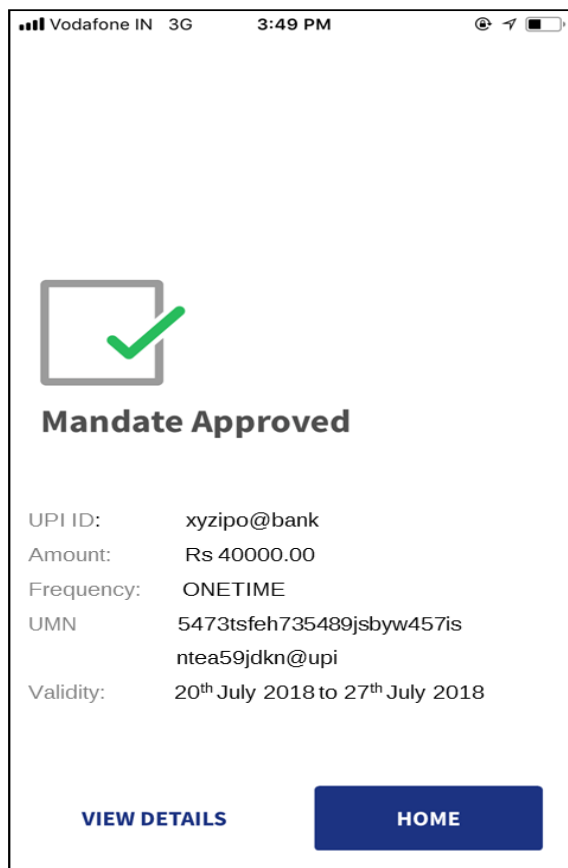 Vodafone IN 3G 3:49 PM
Mandate Approved
UPI ID: xyzipo@bank
Amount: Rs 40000.00
Frequency: ONETIME
UMN 5473tsfeh735489jsbyw457is
ntea59jdkn@upi
Validity: 20th July 2018 to 27th July 2018
VIEW DETAILS HOME